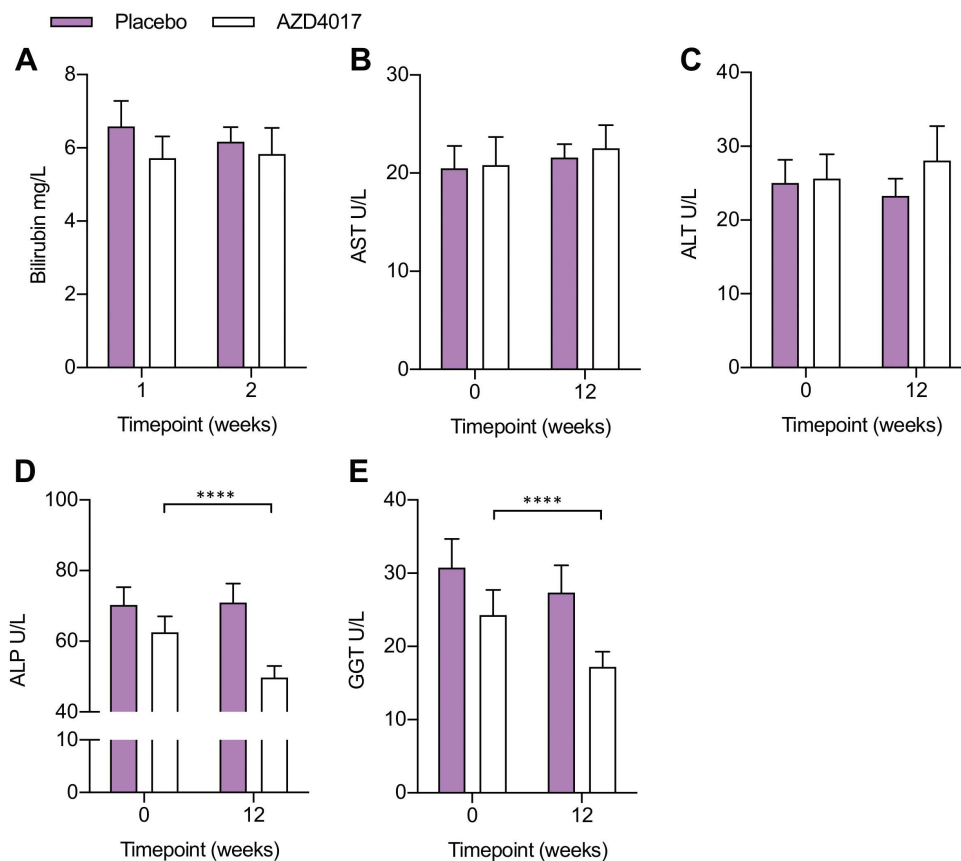 Placebo AZD4017
A
Bilirubin mg/L
8
6
4
2
0
1 2
Timepoint (weeks)
B
AST U/L
30
20
10
0
0 12
Timepoint (weeks)
C
ALT U/L
40
30
20
10
0
0 12
Timepoint (weeks)
D
ALP U/L
100
80
60
40
10
0
****
0 12
Timepoint (weeks)
E
GGT U/L
40
30
20
10
0
****
0 12
Timepoint (weeks)